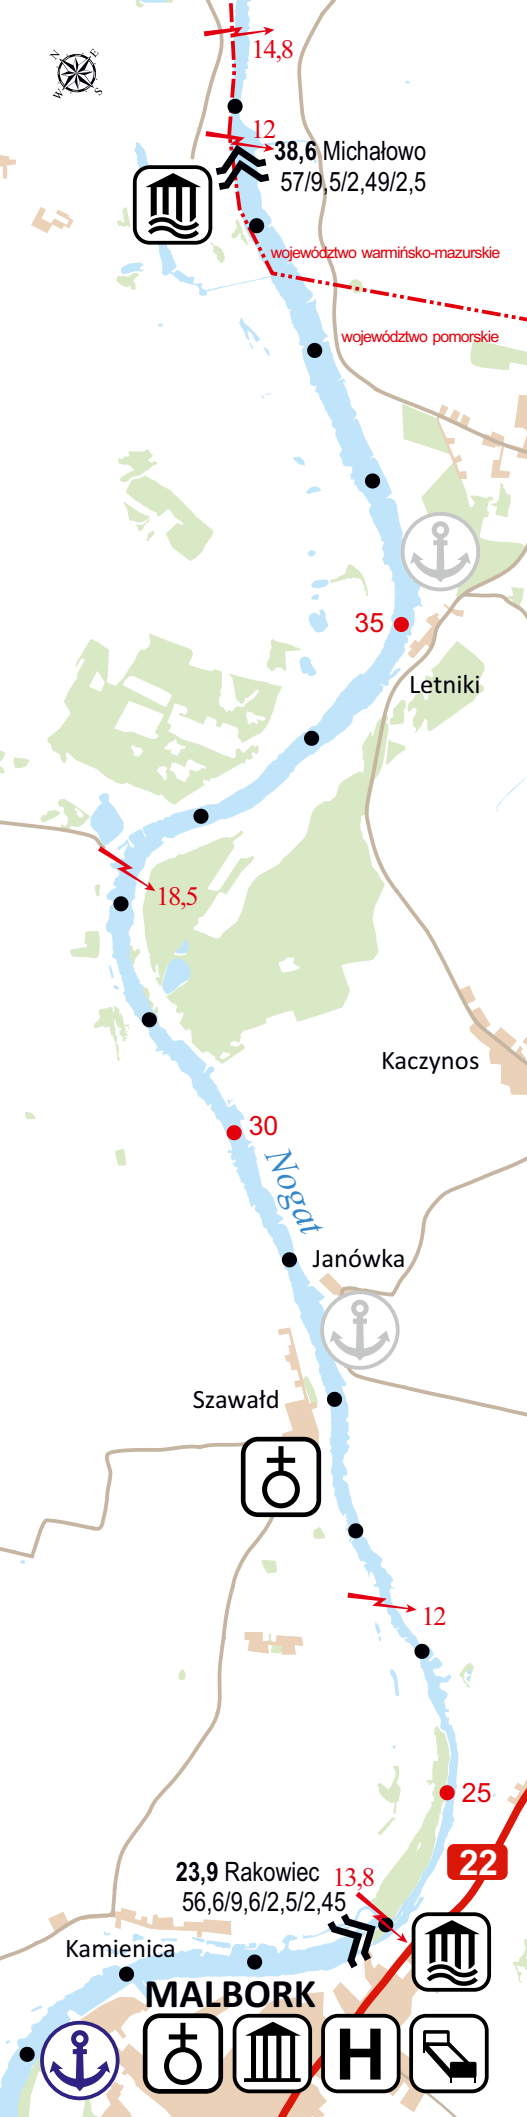 N
E
W
S
14,8
12
38,6 Michałowo
57/9,5/2,49/2,5
województwo warmińsko-mazurskie
województwo pomorskie
35
Letniki
18,5
Kaczynos
30
Nogat
Janówka
Szawałd
12
25
22
23,9 Rakowiec
13,8
56,6/9,6/2,5/2,45
Kamienica
MALBORK
H